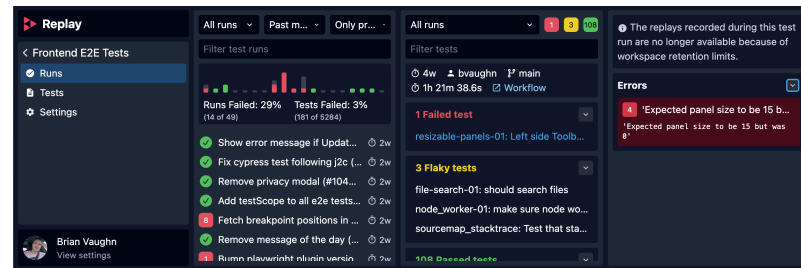 Replay
Frontend E2E Tests
Runs
Tests
Settings
Brian Vaughn
View settings
All runs
Past m...
Only pr...
Filter test runs
Runs Failed: 29%
(14 of 49)
Tests Failed: 3%
(181 of 5284)
Show error message if Updat...
2w
Fix cypress test following j2c (...
2w
Remove privacy modal (#104...
2w
Add testScope to all e2e tests...
2w
8
Fetch breakpoint positions in ...
2w
Remove message of the day (...
2w
1
Bump playwright plugin versio...
2w
All runs
1
3
108
Filter tests
4w
bvaughn
main
1h 21m 38.6s
Workflow
1 Failed test
resizable-panels-01: Left side Toolb...
3 Flaky tests
file-search-01: should search files
node_worker-01: make sure node wo...
sourcemap_stacktrace: Test that sta...
108 Passed tests
The replays recorded during this test
run are no longer available because of
workspace retention limits.
Errors
4
'Expected panel size to be 15 b...
'Expected panel size to be 15 but was
0'